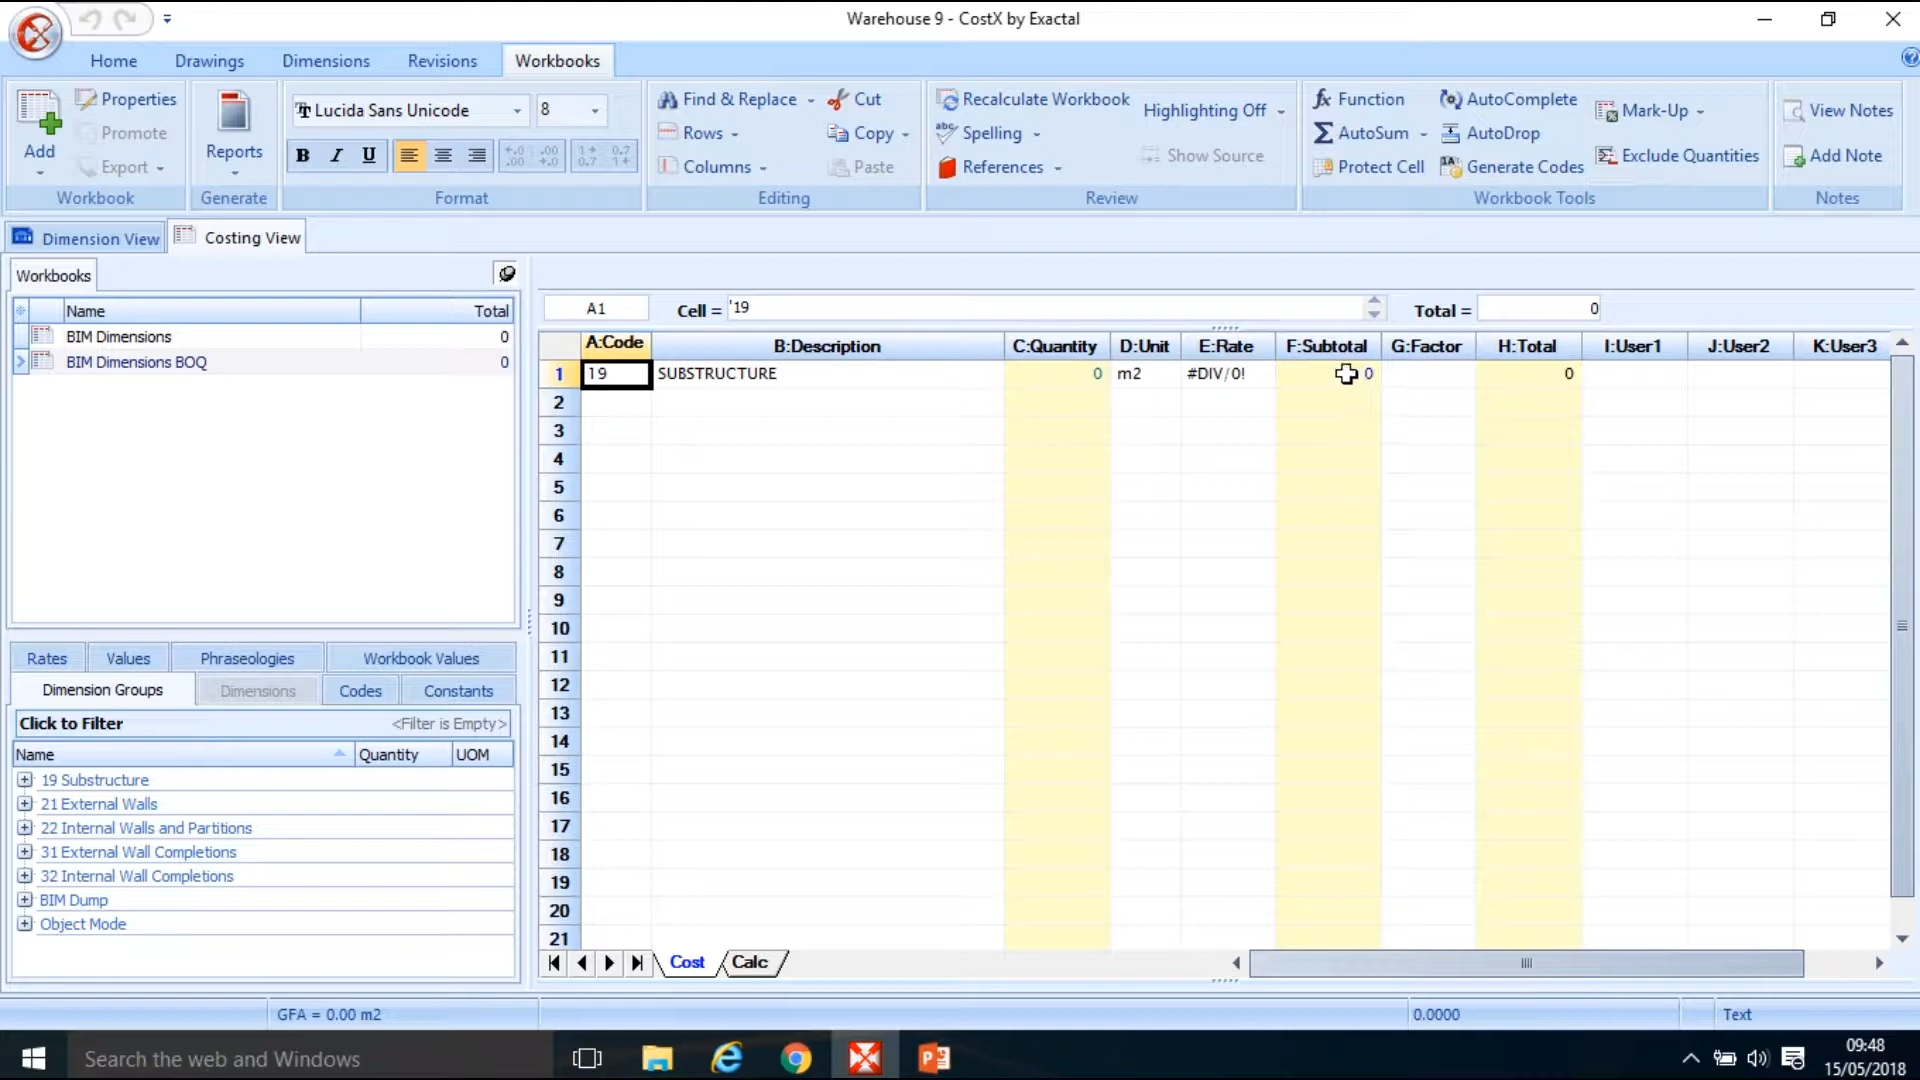 Warehouse 9 - CostX by Exactal
Home Drawings Dimensions Revisions Workbooks
Add
Properties
Promote
Export
Workbook
Reports
Generate
Lucida Sans Unicode 8
B I U
Format
Find & Replace Cut
Rows Copy
Columns Paste
Editing
Recalculate Workbook Highlighting Off
Spelling
References Show Source
Review
Function AutoComplete Mark-Up
AutoSum AutoDrop
Protect Cell Generate Codes Exclude Quantities
Workbook Tools
View Notes
Add Note
Notes
Dimension View Costing View
Workbooks
Name Total
BIM Dimensions 0
BIM Dimensions BOQ 0
A1 Cell = '19 Total = 0
A:Code B:Description C:Quantity D:Unit E:Rate F:Subtotal G:Factor H:Total I:User1 J:User2 K:User3
1 19 SUBSTRUCTURE 0 m2 #DIV/0! 0 0
2
3
4
5
6
7
8
9
10
11
12
13
14
15
16
17
18
19
20
21
Cost Calc
Rates Values Phraseologies Workbook Values
Dimension Groups Dimensions Codes Constants
Click to Filter <Filter is Empty>
Name Quantity UOM
19 Substructure
21 External Walls
22 Internal Walls and Partitions
31 External Wall Completions
32 Internal Wall Completions
BIM Dump
Object Mode
GFA = 0.00 m2 0.0000 Text
Search the web and Windows
09:48
15/05/2018